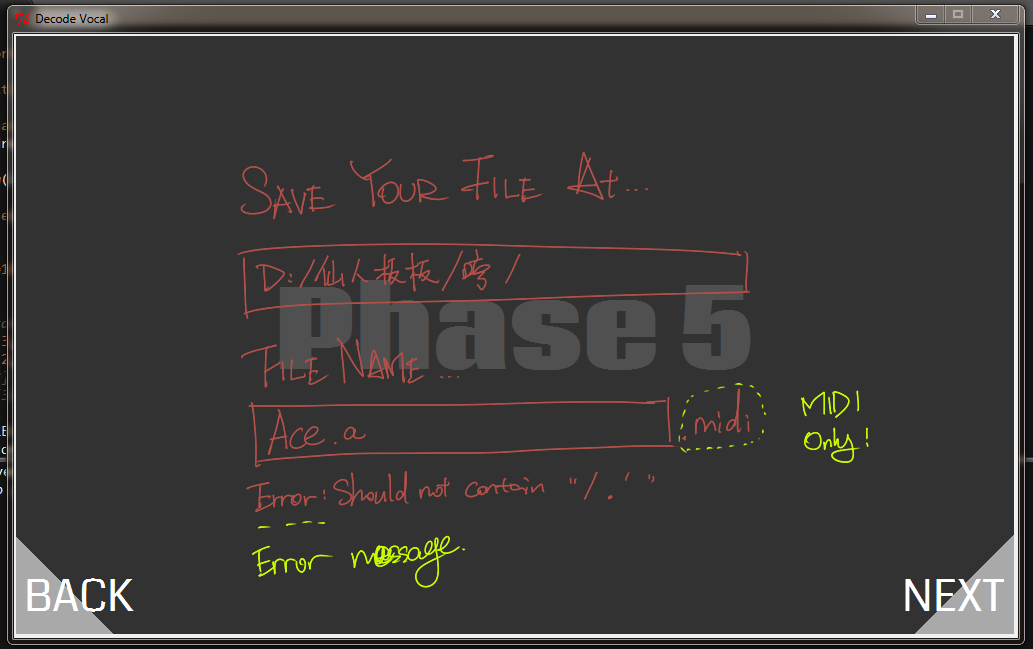 Decode Vocal
SAVE YOUR FILE At...
D://仙人板板/哼/
Phase 5
FILE NAME...
Ace.a
.midi
MIDI
Only!
Error: Should not contain "/.'"
Error message.
BACK
NEXT